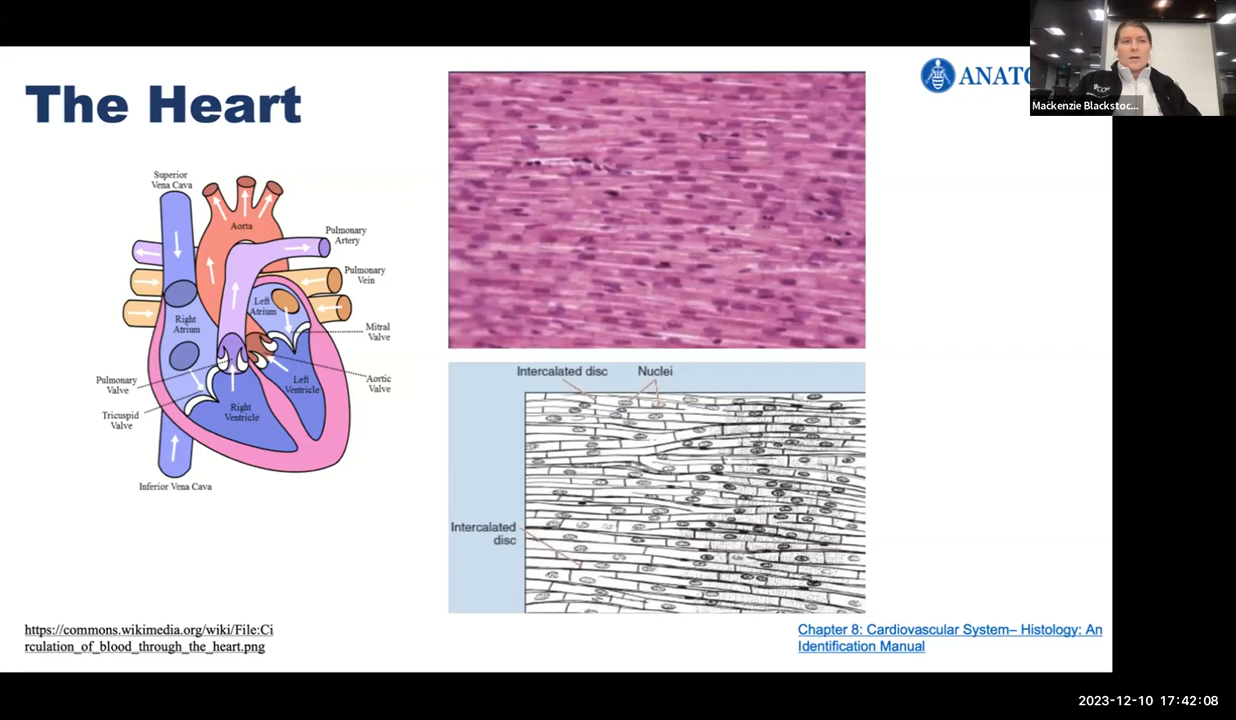 The Heart
ANATO
Mackenzie Blackstoc...
Superior
Vena Cava
Aorta
Pulmonary
Artery
Pulmonary
Vein
Left
Atrium
Right
Atrium
Mitral
Valve
Pulmonary
Valve
Left
Ventricle
Aortic
Valve
Right
Ventricle
Tricuspid
Valve
Inferior Vena Cava
Intercalated disc
Nuclei
Intercalated
disc
https://commons.wikimedia.org/wiki/File:Ci
rculation_of_blood_through_the_heart.png
Chapter 8: Cardiovascular System– Histology: An
Identification Manual
2023-12-10 17:42:08